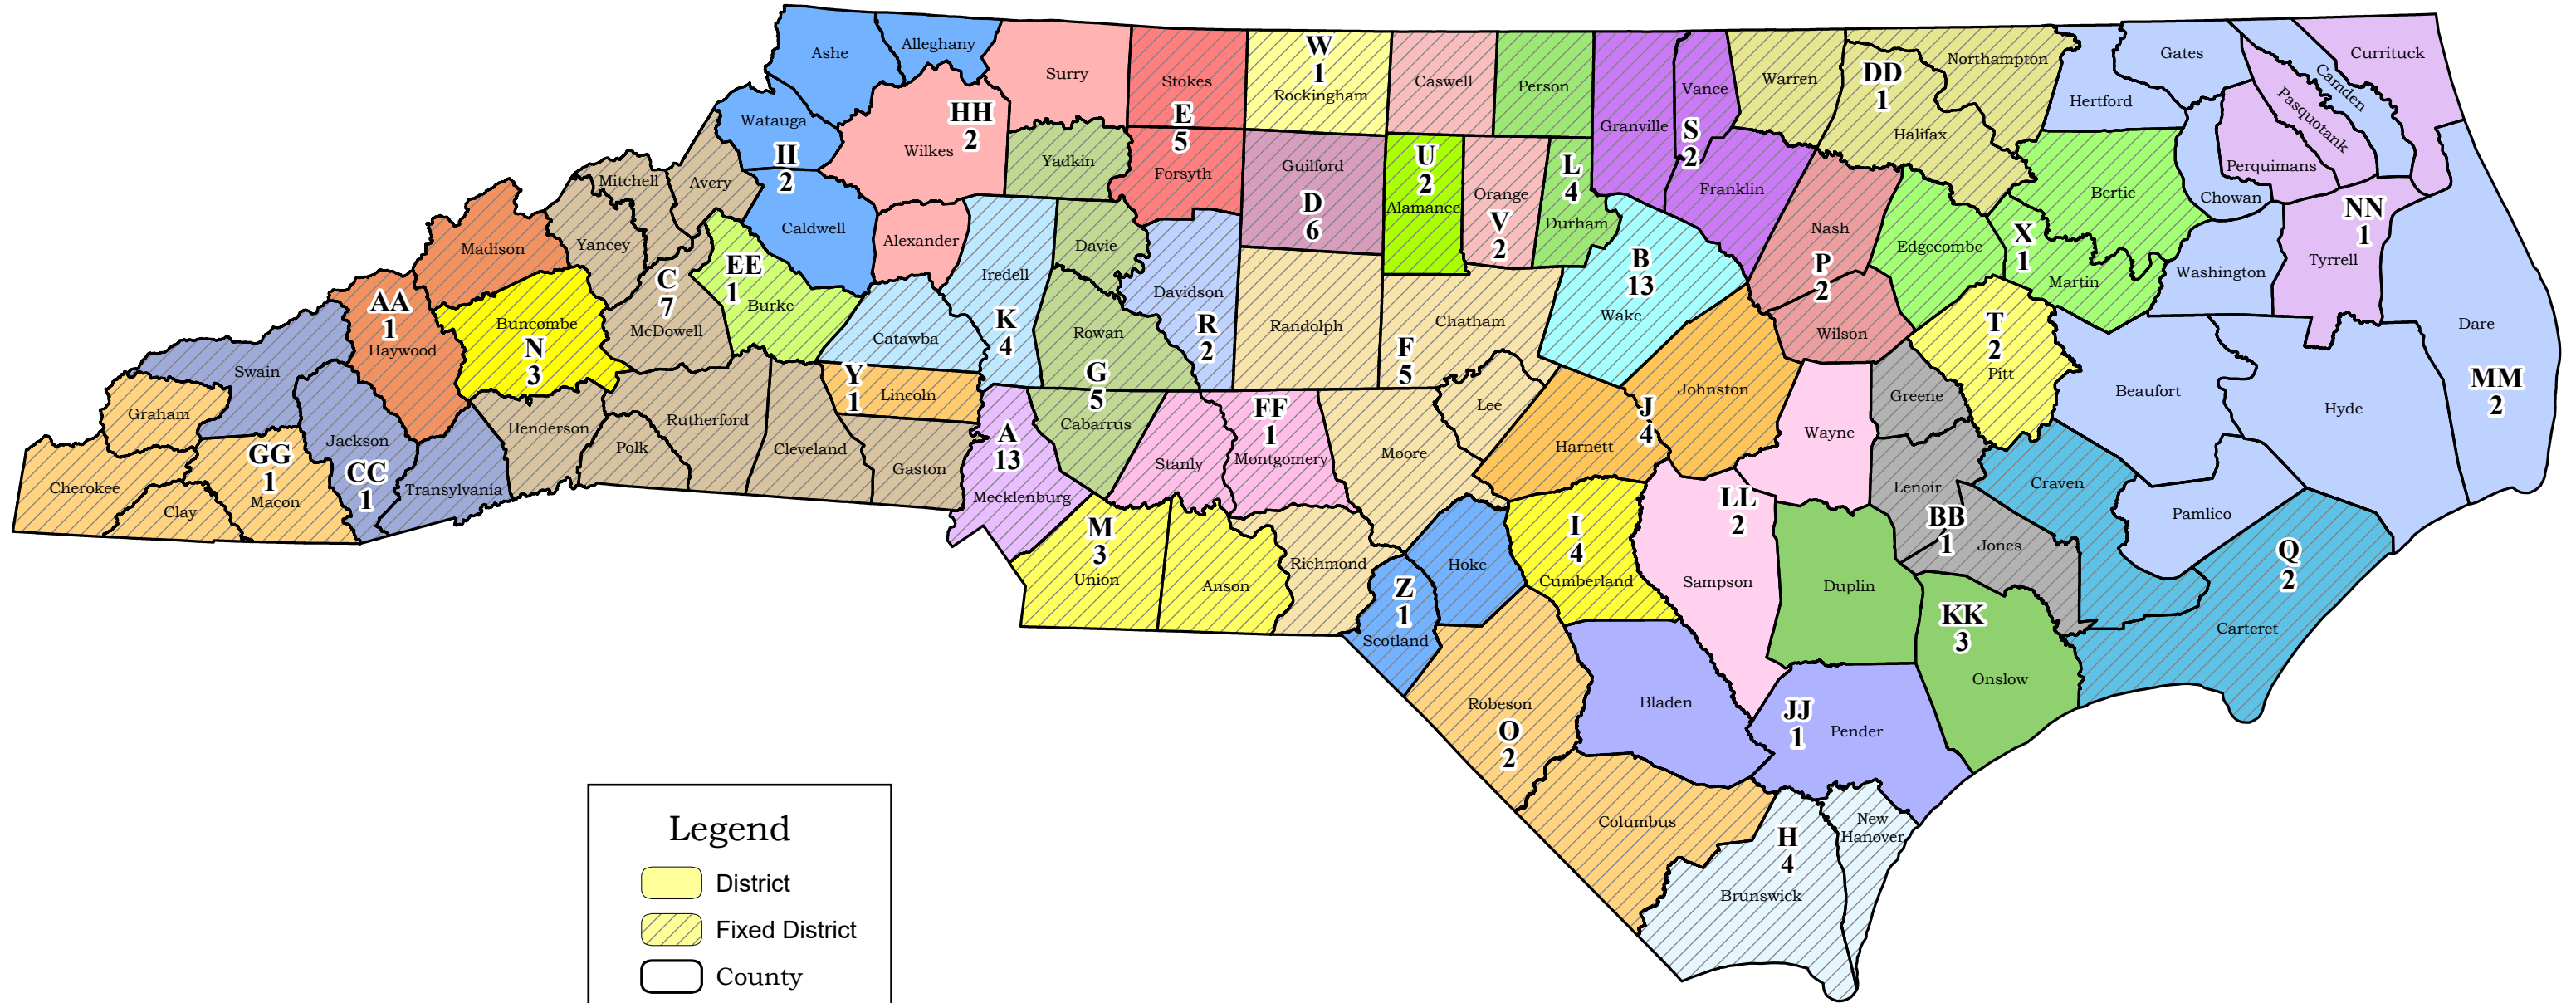 Ashe
Alleghany
Surry
Stokes
E
5
W
1
Rockingham
Caswell
Person
Granville
Vance
S
2
Warren
DD
1
Northampton
Halifax
Gates
Hertford
Camden
Currituck
Pasquotank
Perquimans
Chowan
Bertie
Watauga
II
2
HH
2
Wilkes
Yadkin
Forsyth
Guilford
D
6
U
2
Alamance
Orange
V
2
L
4
Durham
Franklin
Nash
P
2
Edgecombe
X
1
Martin
Washington
NN
1
Tyrrell
Dare
MM
2
Mitchell
Avery
Caldwell
Alexander
Iredell
K
4
Davie
Davidson
R
2
Randolph
Chatham
F
5
B
13
Wake
Wilson
T
2
Pitt
Beaufort
Hyde
Madison
Yancey
C
7
McDowell
EE
1
Burke
Catawba
Rowan
G
5
Cabarrus
Lee
Johnston
J
4
Harnett
Greene
Wayne
AA
1
Haywood
Buncombe
N
3
Swain
Graham
Jackson
CC
1
Transylvania
Henderson
Polk
Rutherford
Cleveland
Y
1
Lincoln
Gaston
A
13
Mecklenburg
Stanly
FF
1
Montgomery
Moore
Lenoir
Craven
Pamlico
Cherokee
Clay
GG
1
Macon
M
3
Union
Anson
Richmond
Z
1
Scotland
Hoke
I
4
Cumberland
LL
2
Sampson
Duplin
BB
1
Jones
Q
2
Carteret
KK
3
Onslow
Robeson
O
2
Bladen
JJ
1
Pender
Columbus
H
4
Brunswick
New
Hanover
Legend
District
Fixed District
County